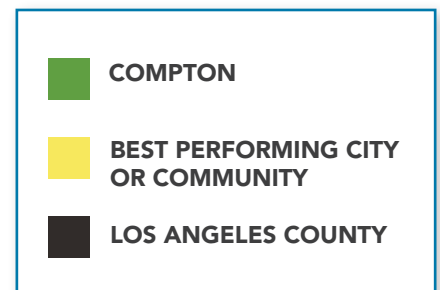 COMPTON
BEST PERFORMING CITY
OR COMMUNITY
LOS ANGELES COUNTY